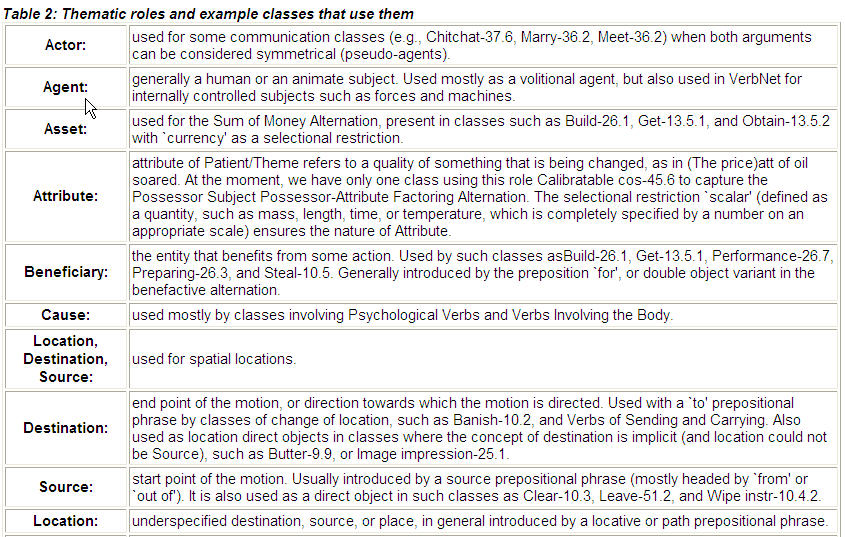 Table 2: Thematic roles and example classes that use them
Actor:
used for some communication classes (e.g., Chitchat-37.6, Marry-36.2, Meet-36.2) when both arguments
can be considered symmetrical (pseudo-agents).
Agent:
generally a human or an animate subject. Used mostly as a volitional agent, but also used in VerbNet for
internally controlled subjects such as forces and machines.
Asset:
used for the Sum of Money Alternation, present in classes such as Build-26.1, Get-13.5.1, and Obtain-13.5.2
with `currency' as a selectional restriction.
Attribute:
attribute of Patient/Theme refers to a quality of something that is being changed, as in (The price)att of oil
soared. At the moment, we have only one class using this role Calibratable cos-45.6 to capture the
Possessor Subject Possessor-Attribute Factoring Alternation. The selectional restriction `scalar' (defined as
a quantity, such as mass, length, time, or temperature, which is completely specified by a number on an
appropriate scale) ensures the nature of Attribute.
Beneficiary:
the entity that benefits from some action. Used by such classes asBuild-26.1, Get-13.5.1, Performance-26.7,
Preparing-26.3, and Steal-10.5. Generally introduced by the preposition `for', or double object variant in the
benefactive alternation.
Cause:
used mostly by classes involving Psychological Verbs and Verbs Involving the Body.
Location,
Destination,
Source:
used for spatial locations.
Destination:
end point of the motion, or direction towards which the motion is directed. Used with a `to' prepositional
phrase by classes of change of location, such as Banish-10.2, and Verbs of Sending and Carrying. Also
used as location direct objects in classes where the concept of destination is implicit (and location could not
be Source), such as Butter-9.9, or Image impression-25.1.
Source:
start point of the motion. Usually introduced by a source prepositional phrase (mostly headed by `from' or
`out of'). It is also used as a direct object in such classes as Clear-10.3, Leave-51.2, and Wipe instr-10.4.2.
Location:
underspecified destination, source, or place, in general introduced by a locative or path prepositional phrase.